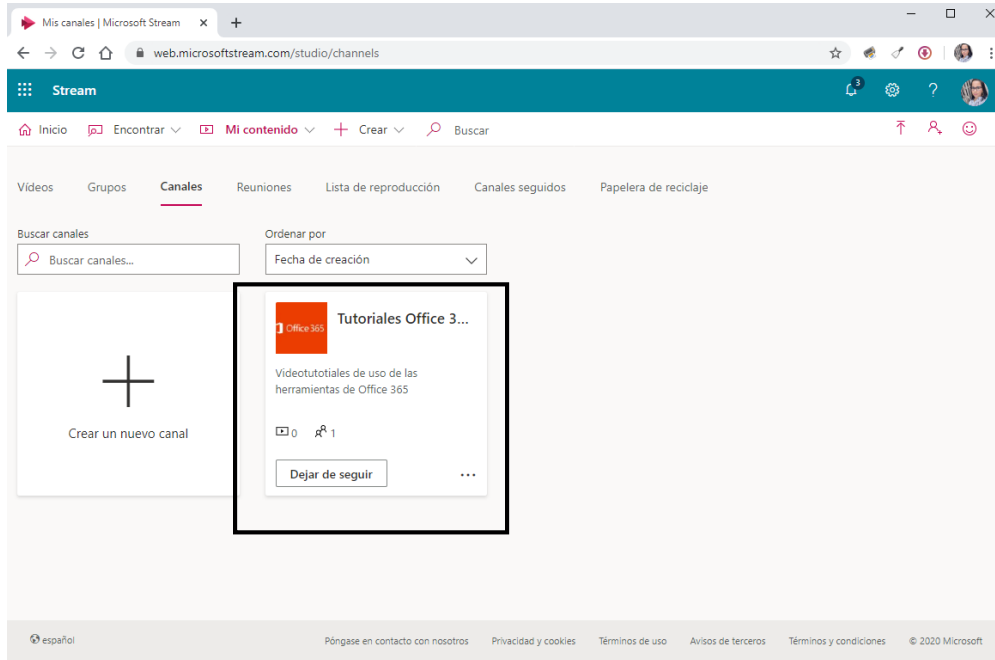 Mis canales | Microsoft Stream
web.microsoftstream.com/studio/channels
Stream
3
Inicio Encontrar Mi contenido Crear Buscar
Vídeos Grupos Canales Reuniones Lista de reproducción Canales seguidos Papelera de reciclaje
Buscar canales Ordenar por
Buscar canales... Fecha de creación
Office 365
Tutoriales Office 3...
Videotutotiales de uso de las
herramientas de Office 365
Crear un nuevo canal
0 1
Dejar de seguir
español Póngase en contacto con nosotros Privacidad y cookies Términos de uso Avisos de terceros Términos y condiciones © 2020 Microsoft